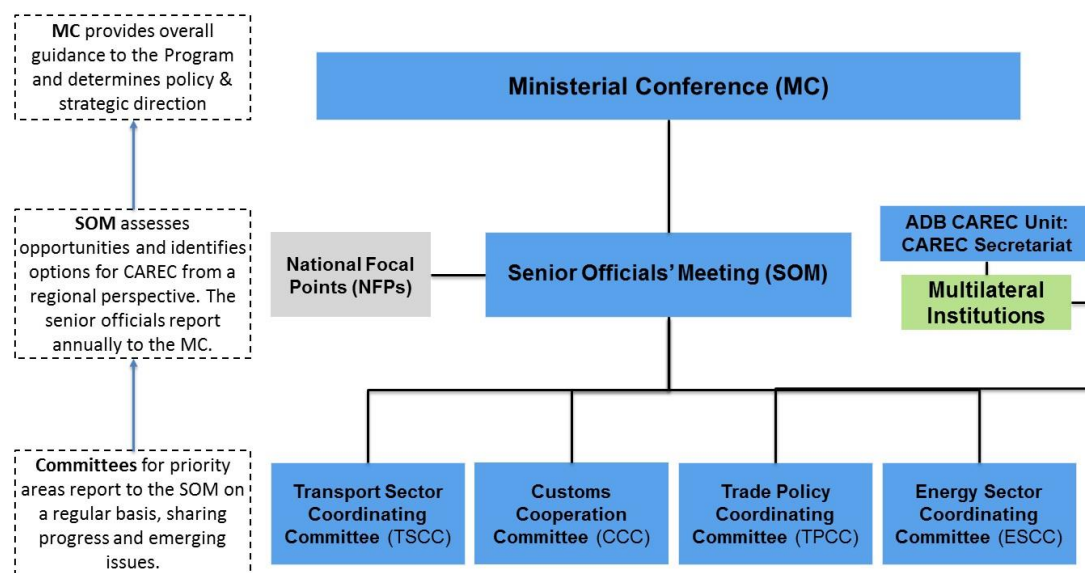 MC provides overall
guidance to the Program
and determines policy &
strategic direction
Ministerial Conference (MC)
SOM assesses
opportunities and identifies
options for CAREC from a
regional perspective. The
senior officials report
annually to the MC.
National Focal
Points (NFPs)
Senior Officials’ Meeting (SOM)
ADB CAREC Unit:
CAREC Secretariat
Multilateral
Institutions
Committees for priority
areas report to the SOM on
a regular basis, sharing
progress and emerging
issues.
Transport Sector
Coordinating
Committee (TSCC)
Customs
Cooperation
Committee (CCC)
Trade Policy
Coordinating
Committee (TPCC)
Energy Sector
Coordinating
Committee (ESCC)